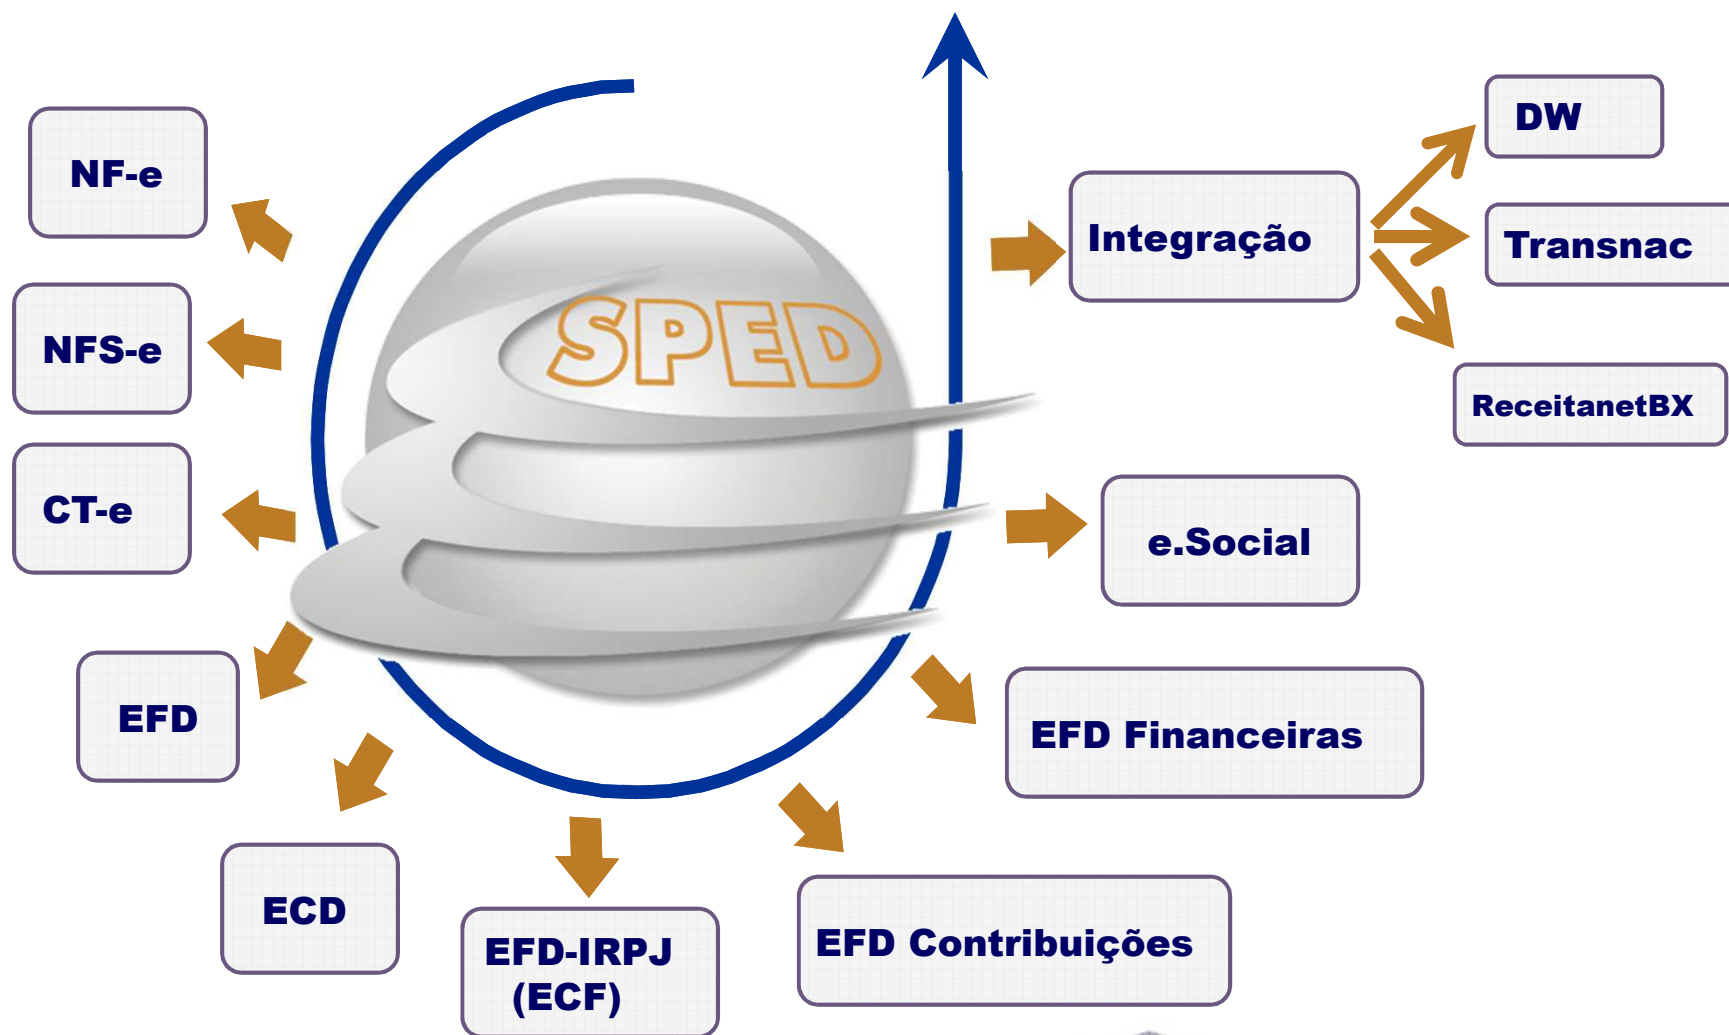 DW
NF-e
Integração
Transnac
SPED
NFS-e
ReceitanetBX
CT-e
e.Social
EFD
EFD Financeiras
ECD
EFD-IRPJ
(ECF)
EFD Contribuições